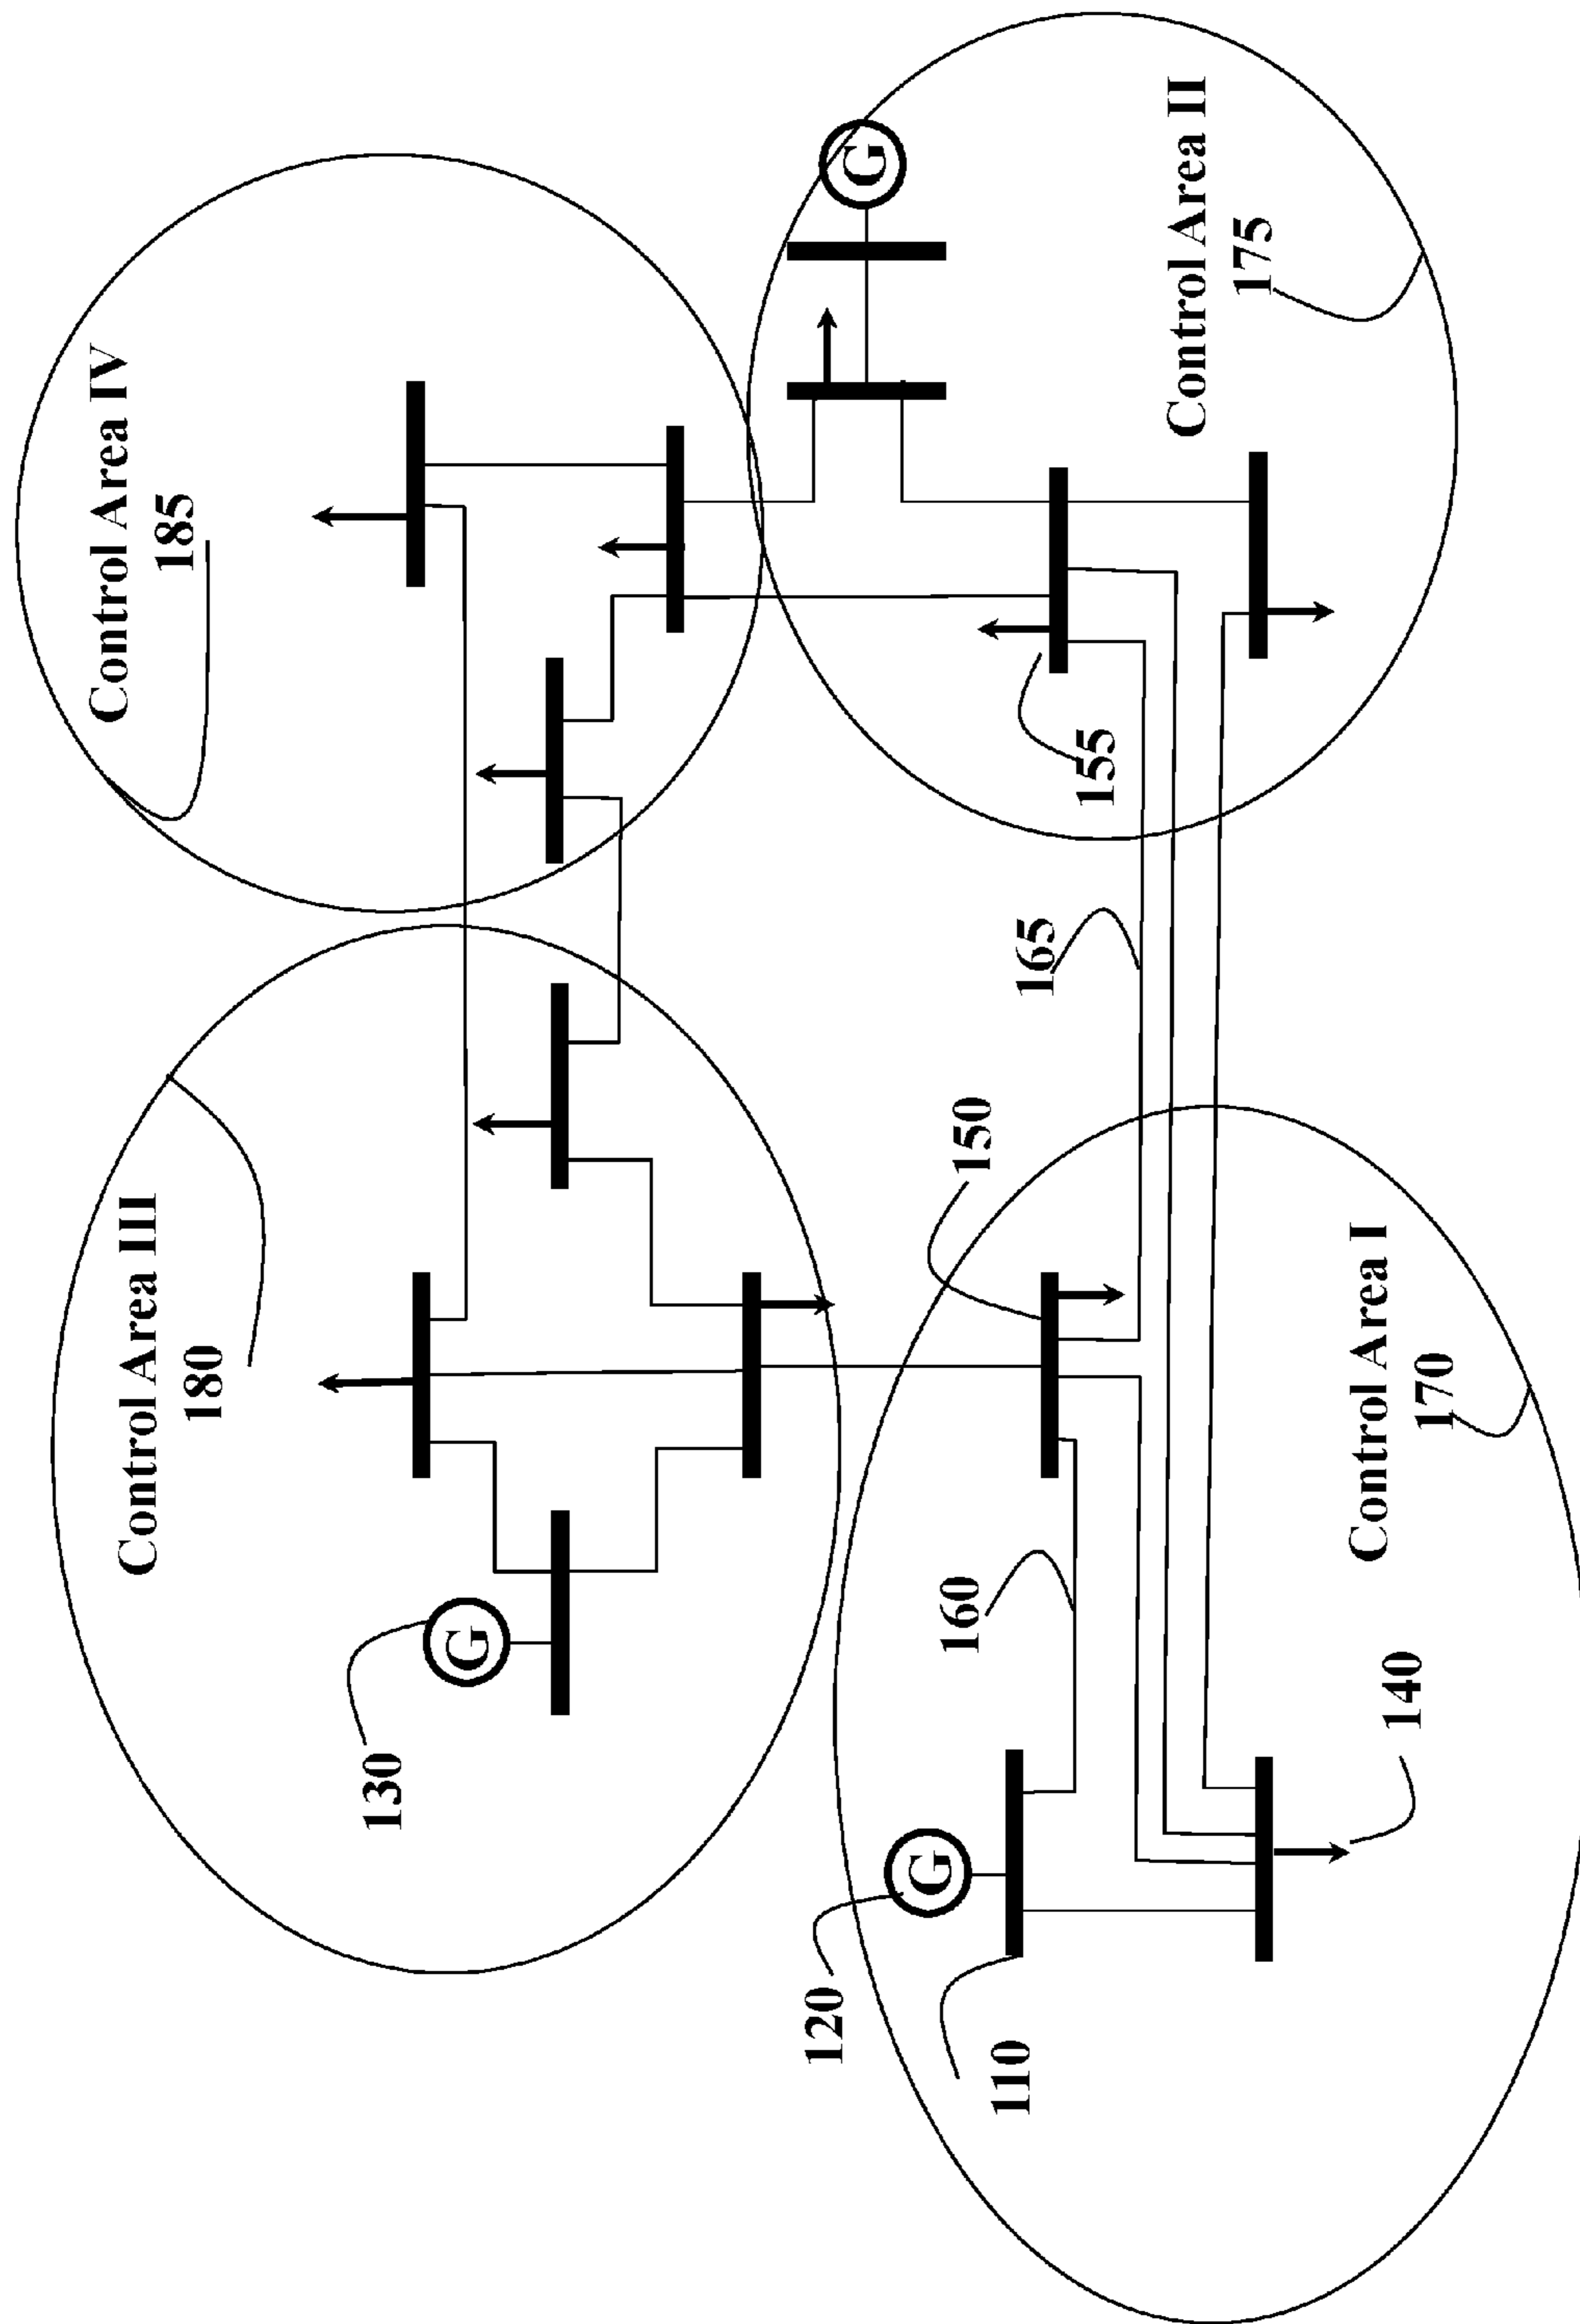 Control Area IV
185
Control Area III
180
130
G
120
G
G
110
160
150
165
155
Control Area II
175
Control Area I
170
140